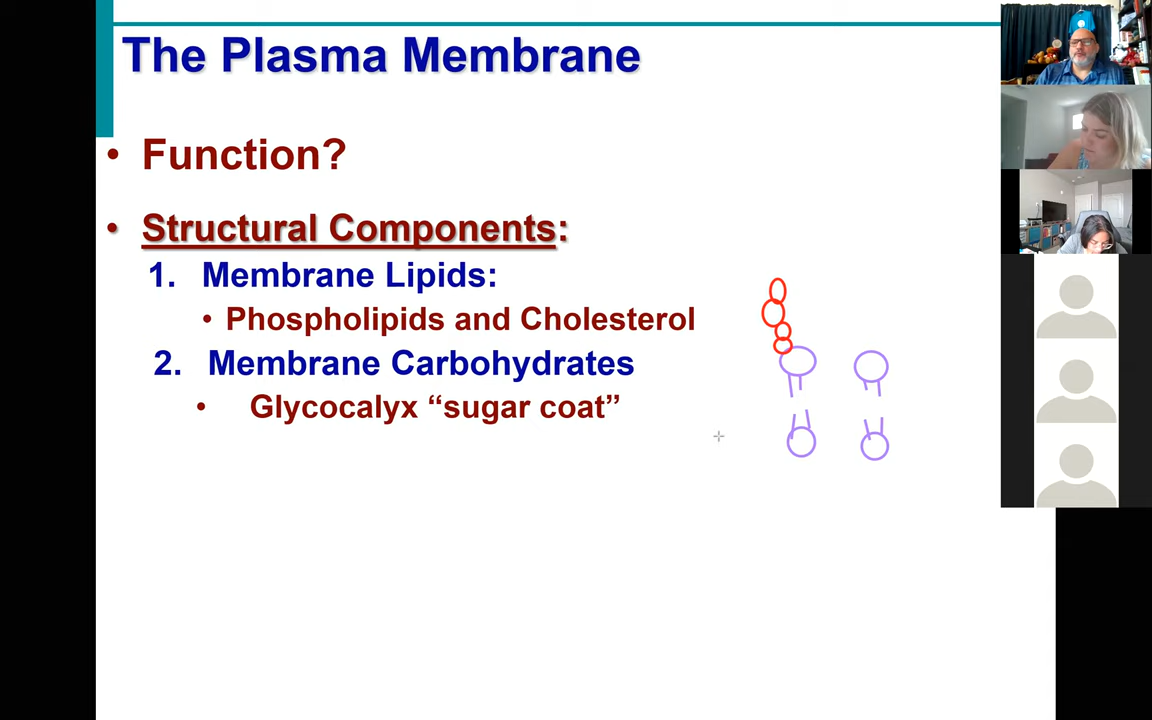 The Plasma Membrane
• Function?
• Structural Components:
1. Membrane Lipids:
• Phospholipids and Cholesterol
2. Membrane Carbohydrates
• Glycocalyx “sugar coat”